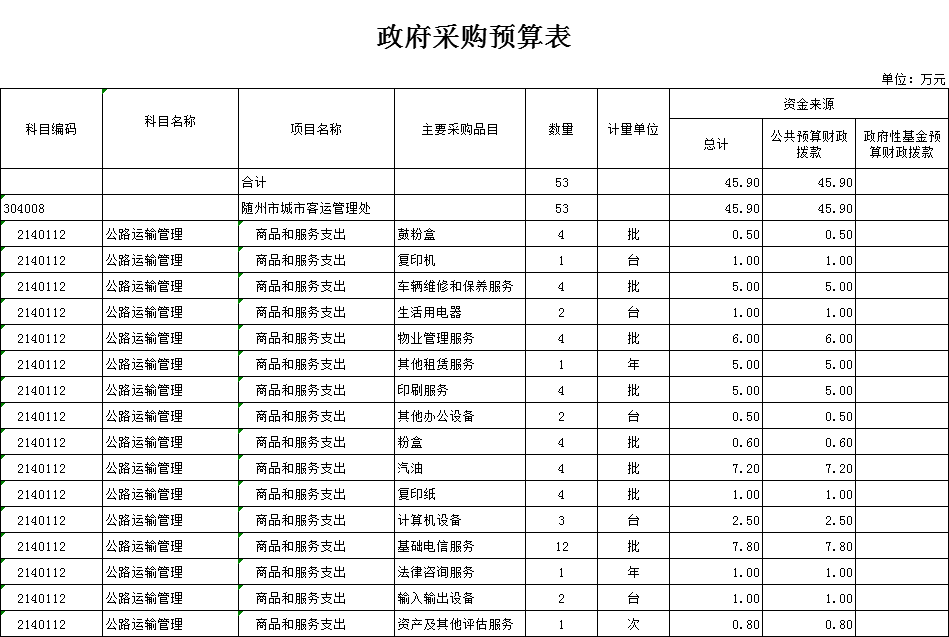 政府采购预算表
单位：万元
科目编码 科目名称 项目名称 主要采购品目 数量 计量单位 资金来源
总计 公共预算财政拨款 政府性基金预算财政拨款
合计 53 45.90 45.90
304008 随州市城市客运管理处 53 45.90 45.90
2140112 公路运输管理 商品和服务支出 鼓粉盒 4 批 0.50 0.50
2140112 公路运输管理 商品和服务支出 复印机 1 台 1.00 1.00
2140112 公路运输管理 商品和服务支出 车辆维修和保养服务 4 批 5.00 5.00
2140112 公路运输管理 商品和服务支出 生活用电器 2 台 1.00 1.00
2140112 公路运输管理 商品和服务支出 物业管理服务 4 批 6.00 6.00
2140112 公路运输管理 商品和服务支出 其他租赁服务 1 年 5.00 5.00
2140112 公路运输管理 商品和服务支出 印刷服务 4 批 5.00 5.00
2140112 公路运输管理 商品和服务支出 其他办公设备 2 台 0.50 0.50
2140112 公路运输管理 商品和服务支出 粉盒 4 批 0.60 0.60
2140112 公路运输管理 商品和服务支出 汽油 4 批 7.20 7.20
2140112 公路运输管理 商品和服务支出 复印纸 4 批 1.00 1.00
2140112 公路运输管理 商品和服务支出 计算机设备 3 台 2.50 2.50
2140112 公路运输管理 商品和服务支出 基础电信服务 12 批 7.80 7.80
2140112 公路运输管理 商品和服务支出 法律咨询服务 1 年 1.00 1.00
2140112 公路运输管理 商品和服务支出 输入输出设备 2 台 1.00 1.00
2140112 公路运输管理 商品和服务支出 资产及其他评估服务 1 次 0.80 0.80